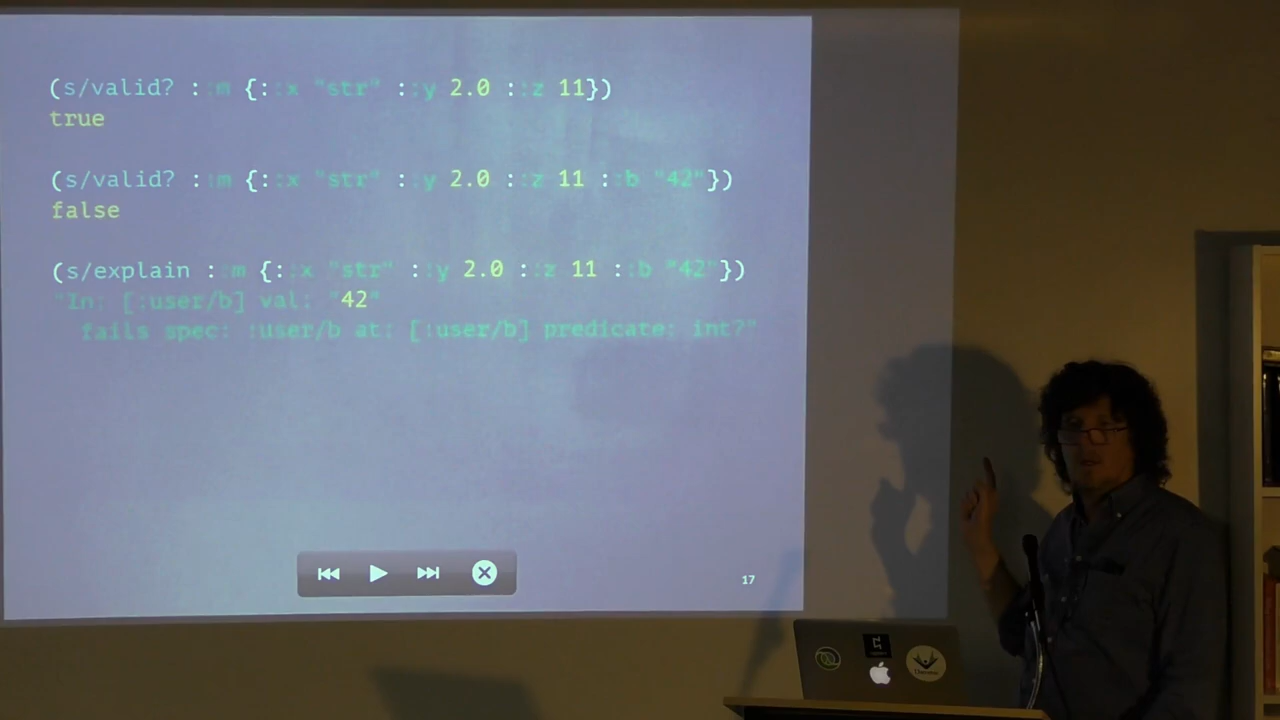 (s/valid? ::m {::x "str" ::y 2.0 ::z 11})
true
(s/valid? ::m {::x "str" ::y 2.0 ::z 11 ::b "42"})
false
(s/explain ::m {::x "str" ::y 2.0 ::z 11 ::b "42"})
"In: [:user/b] val: "42"
fails spec: :user/b at: [:user/b] predicate: int?"
17